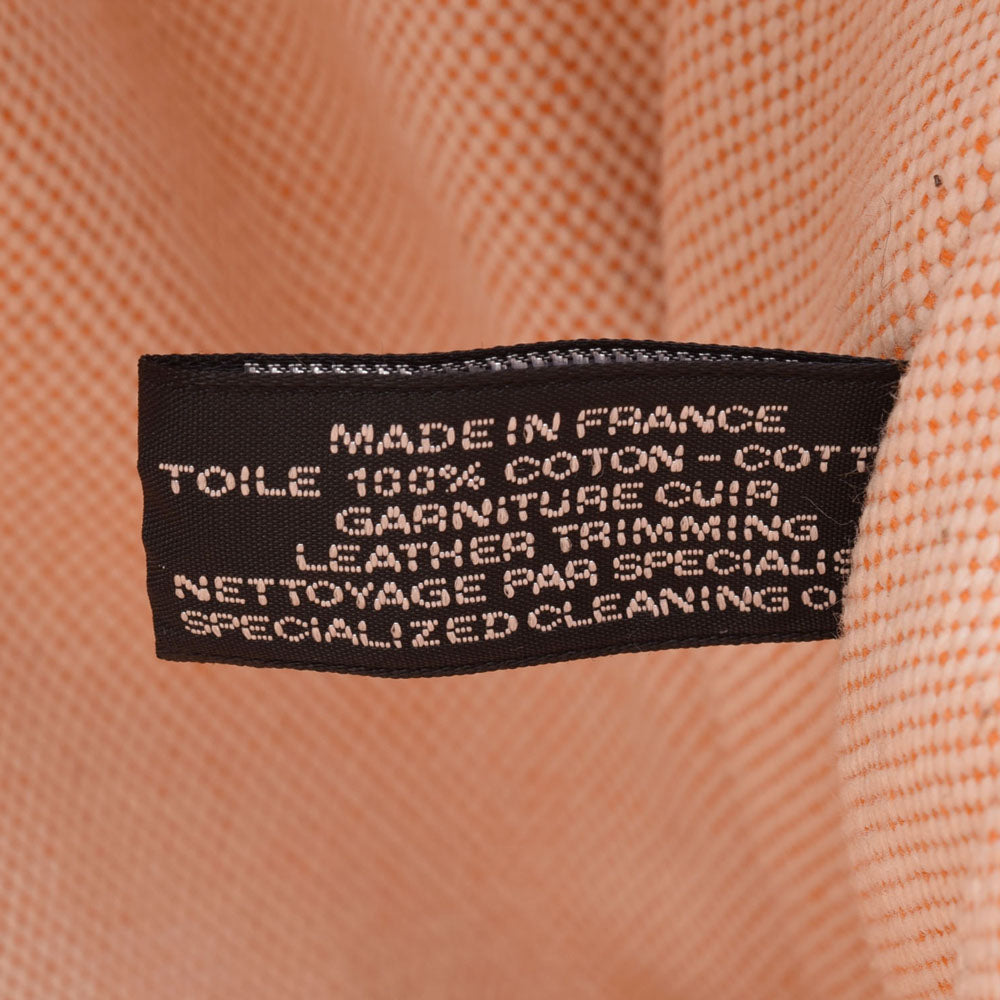 MADE IN FRANCE
TOILE 100% COTON - COTT
GARNITURE CUIR
LEATHER TRIMMING
NETTOYAGE PAR SPECIALIS
SPECIALIZED CLEANING O